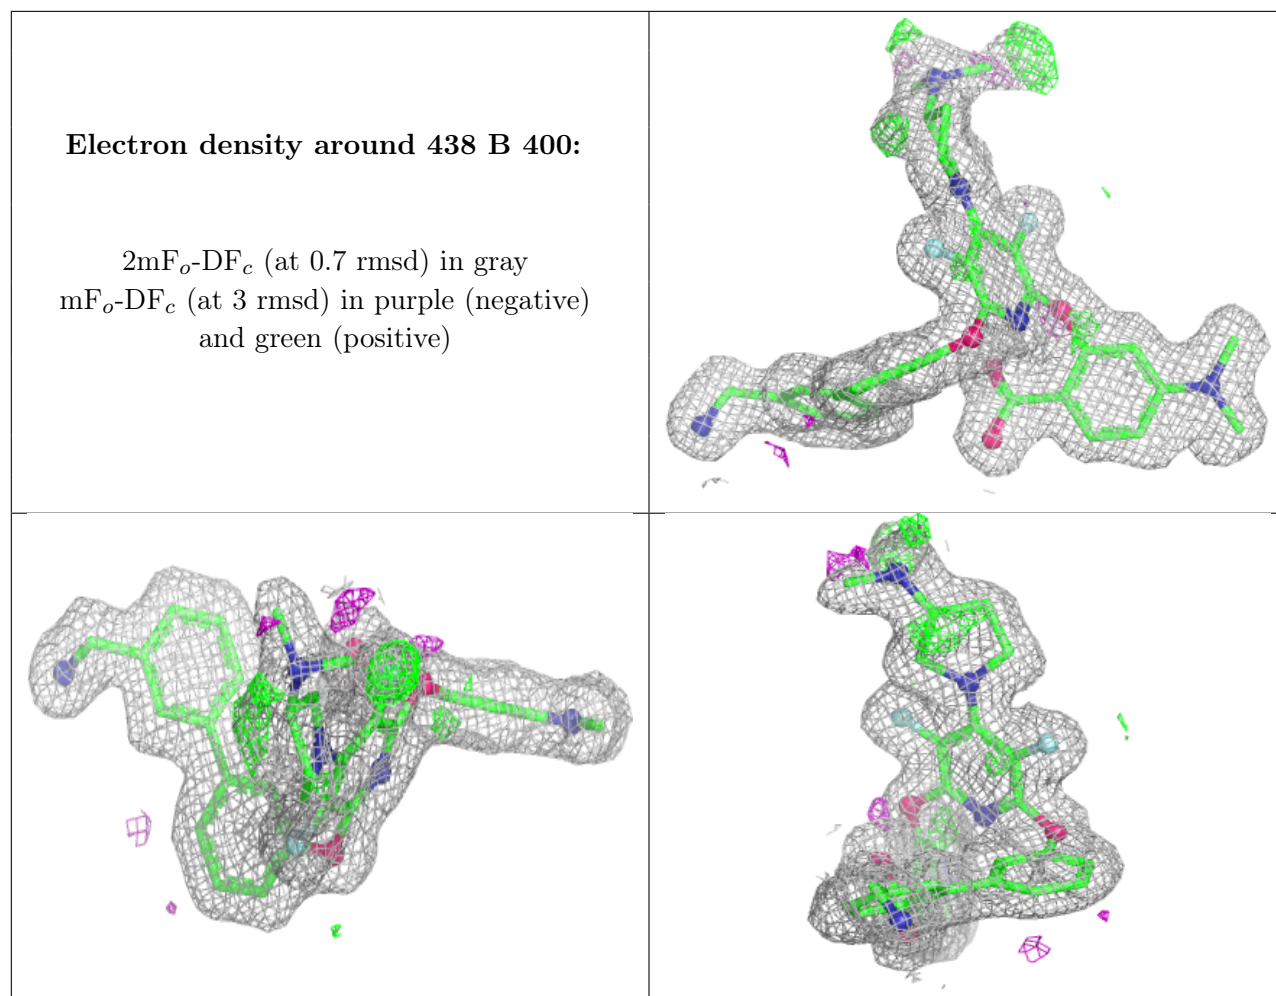 Electron density around 438 B 400:
2mFₒ-DF𝒸 (at 0.7 rmsd) in gray
mFₒ-DF𝒸 (at 3 rmsd) in purple (negative)
and green (positive)